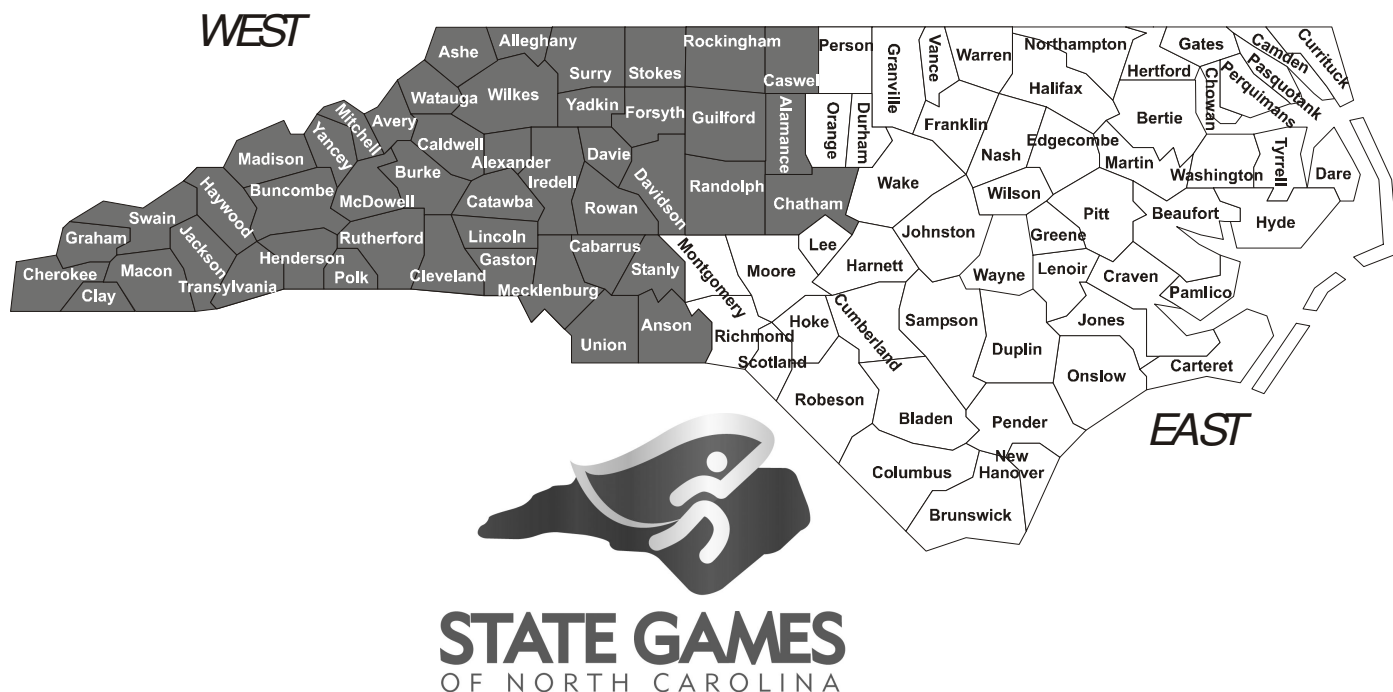 WEST
EAST
Ashe
Alleghany
Surry
Stokes
Rockingham
Caswell
Person
Granville
Vance
Warren
Northampton
Gates
Camden
Currituck
Pasquotank
Perquimans
Chowan
Hertford
Halifax
Bertie
Watauga
Wilkes
Yadkin
Forsyth
Guilford
Alamance
Orange
Durham
Franklin
Nash
Edgecombe
Martin
Washington
Tyrrell
Dare
Mitchell
Avery
Yancey
Caldwell
Alexander
Iredell
Davie
Davidson
Randolph
Chatham
Wake
Wilson
Pitt
Beaufort
Hyde
Madison
Buncombe
McDowell
Burke
Catawba
Rowan
Haywood
Swain
Graham
Jackson
Rutherford
Lincoln
Cabarrus
Stanly
Montgomery
Moore
Lee
Harnett
Johnston
Greene
Wayne
Lenoir
Craven
Pamlico
Cherokee
Macon
Clay
Transylvania
Henderson
Polk
Cleveland
Gaston
Mecklenburg
Union
Anson
Richmond
Scotland
Hoke
Cumberland
Sampson
Duplin
Jones
Carteret
Onslow
Robeson
Bladen
Pender
Columbus
New
Hanover
Brunswick
STATE GAMES
OF NORTH CAROLINA